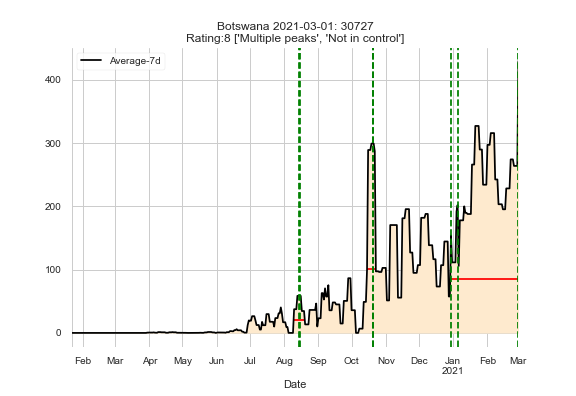 Botswana 2021-03-01: 30727
Rating:8 ['Multiple peaks', 'Not in control']
Average-7d
400
300
200
100
0
Feb Mar Apr May Jun Jul Aug Sep Oct Nov Dec Jan Feb Mar
2021
Date